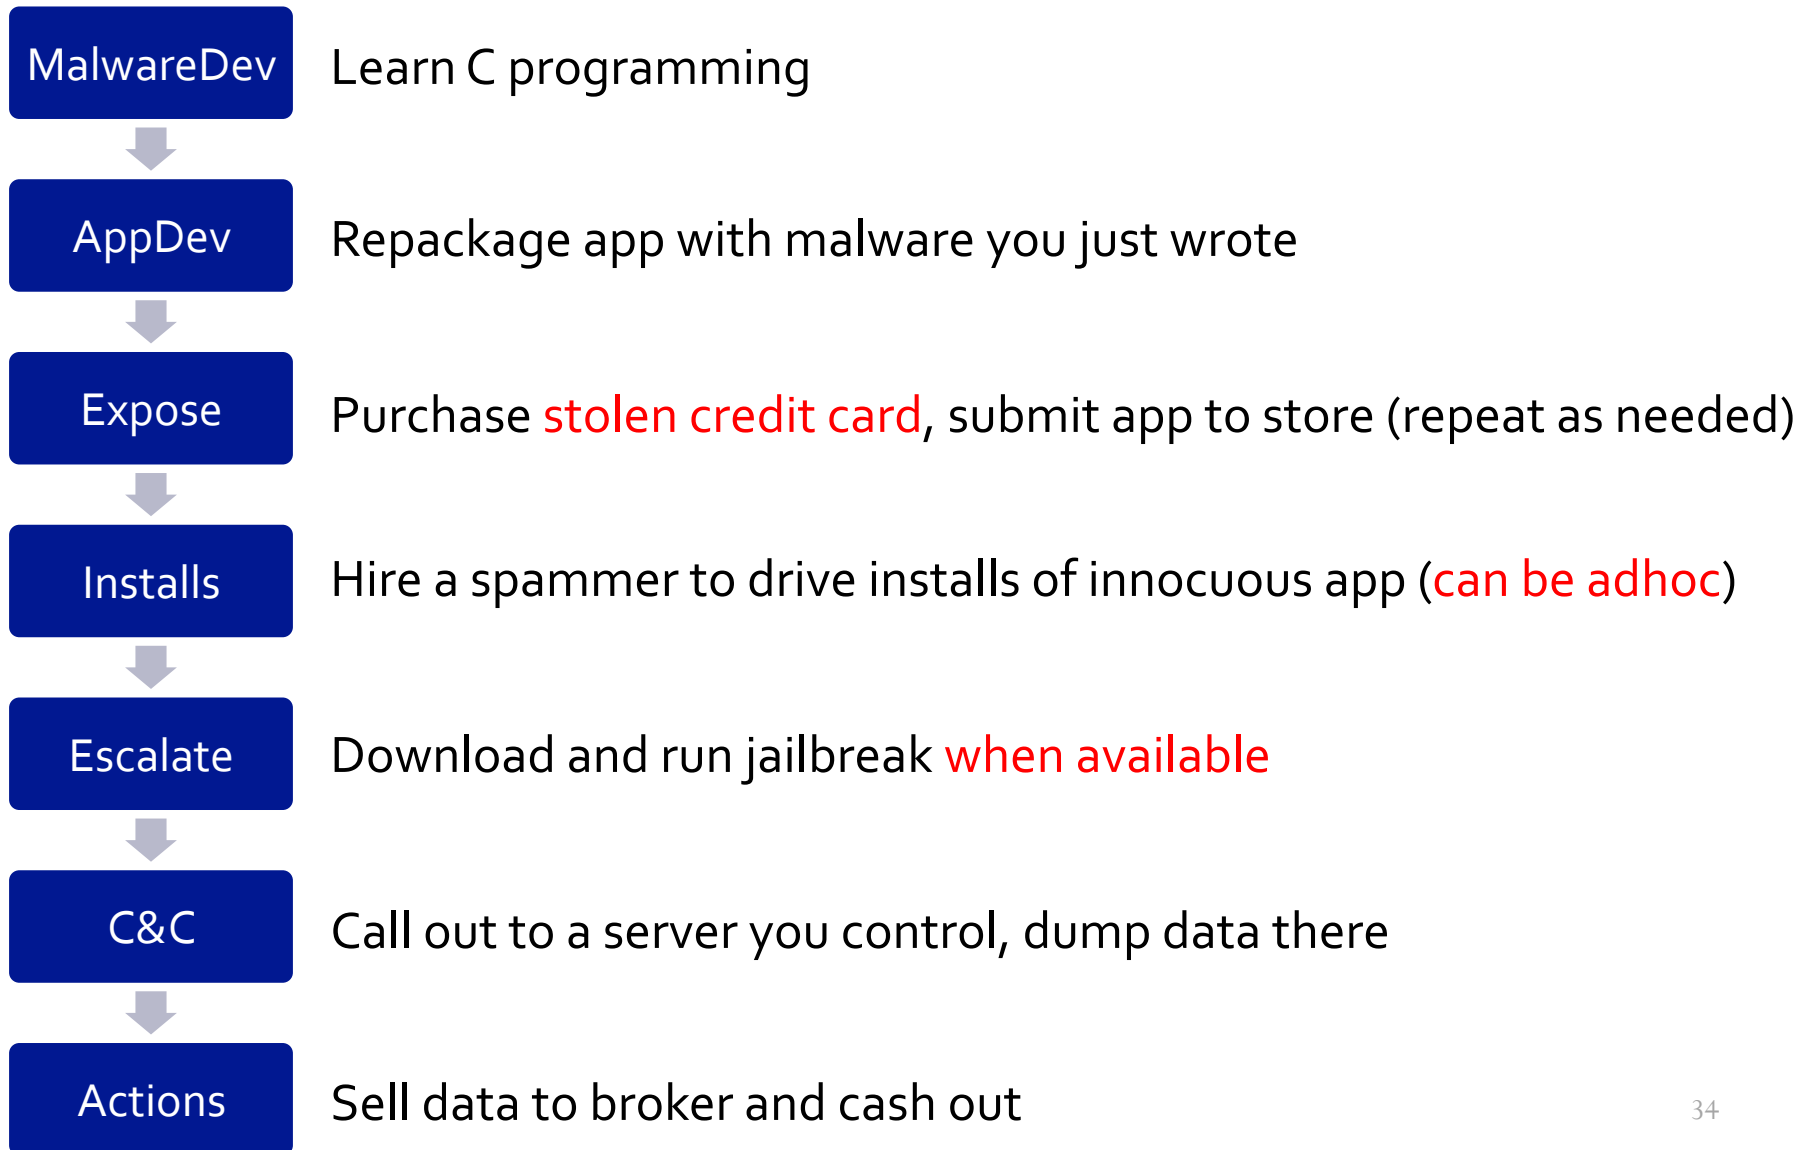 MalwareDev
Learn C programming
AppDev
Repackage app with malware you just wrote
Expose
Purchase stolen credit card, submit app to store (repeat as needed)
Installs
Hire a spammer to drive installs of innocuous app (can be adhoc)
Escalate
Download and run jailbreak when available
C&C
Call out to a server you control, dump data there
Actions
Sell data to broker and cash out
34